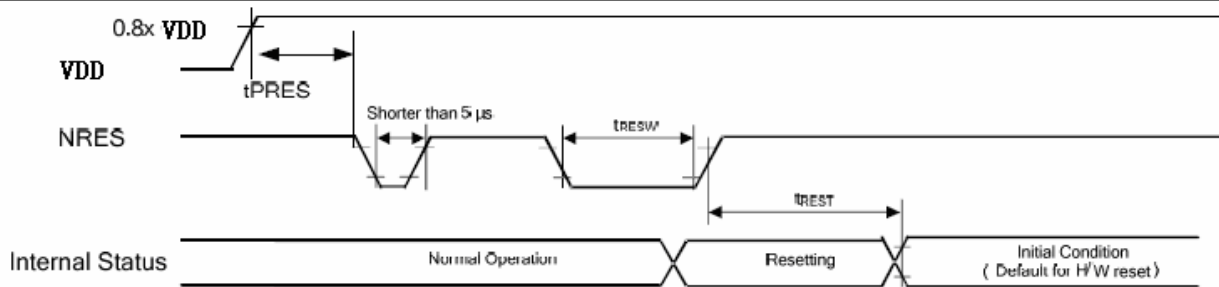 0.8x VDD
VDD
tPRES
Shorter than 5 µs
NRES
tRESW
tREST
Internal Status
Normal Operation
Resetting
Initial Condition
( Default for H/W reset )